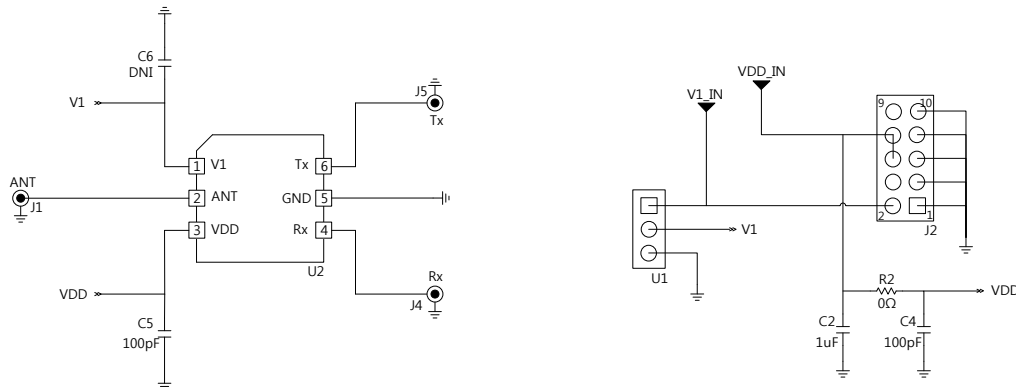 C6
DNI
V1
J5
Tx
1
V1
Tx
6
ANT
J1
2
ANT
GND
5
3
VDD
Rx
4
U2
VDD
Rx
J4
C5
100pF
VDD_IN
V1_IN
9
10
2
1
J2
V1
U1
R2
0Ω
VDD
C2
1uF
C4
100pF